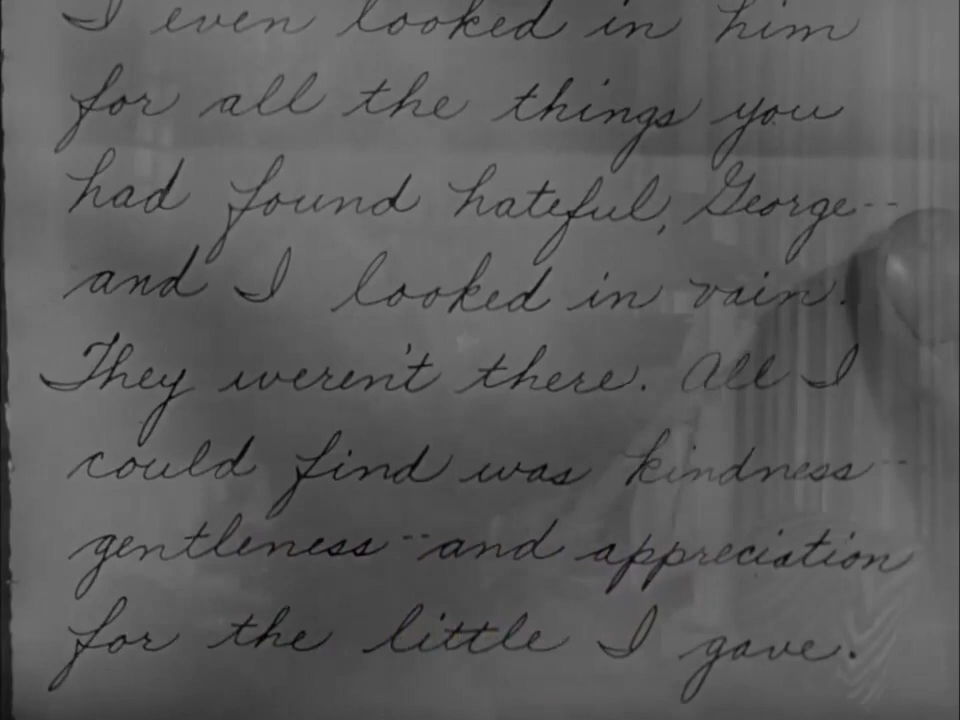 I even looked in him
for all the things you
had found hateful, George--
and I looked in vain.
They weren't there. All I
could find was kindness--
gentleness--and appreciation
for the little I gave.